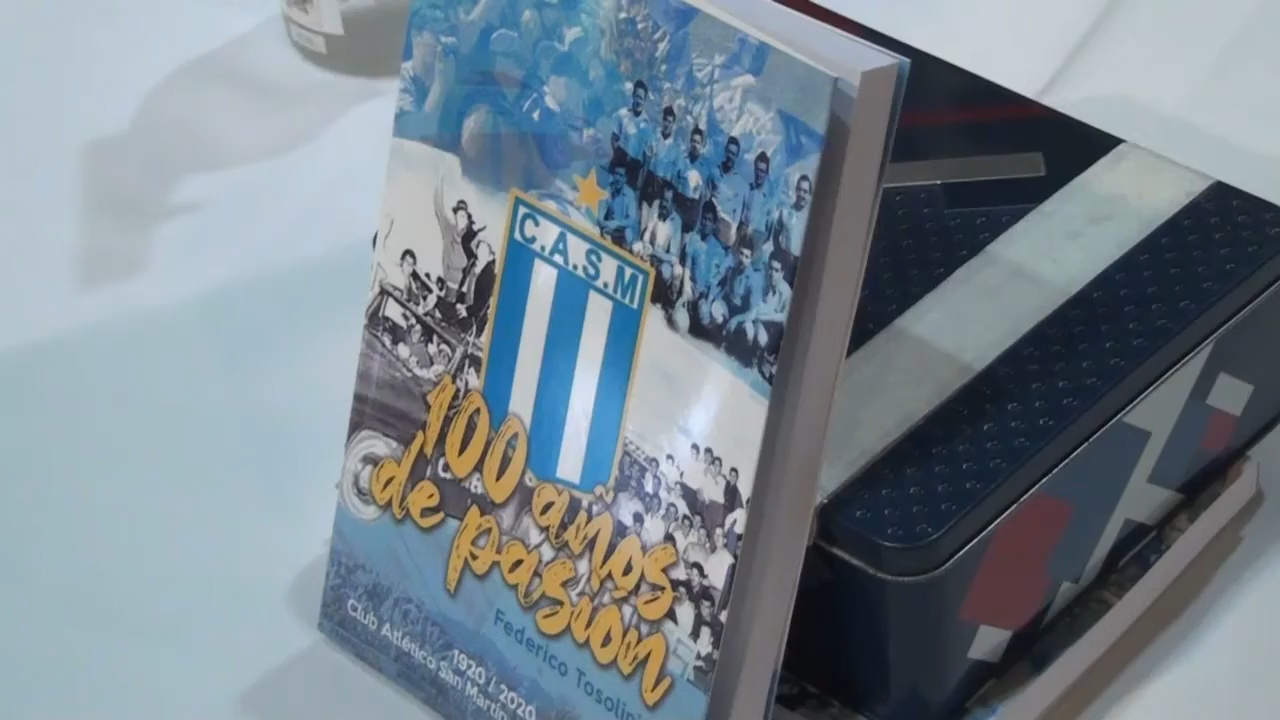 C.A.S.M
100 años
de pasión
Federico Tosolini
1920 / 2020
Club Atlético San Martín